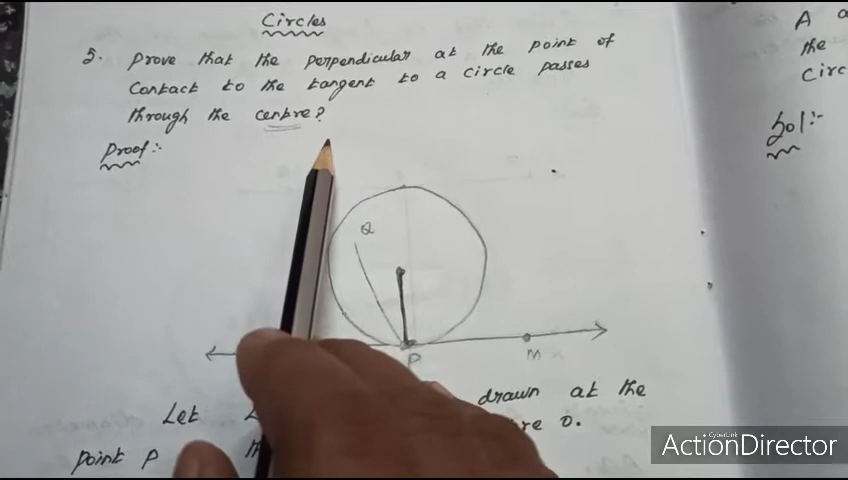 Circles
5. Prove that the perpendicular at the point of
contact to the tangent to a circle passes
through the centre?
Proof:-
Q
P
M
Let
drawn at the
point P
O.
A
the
Circ
Sol:-
CyberLink
ActionDirector